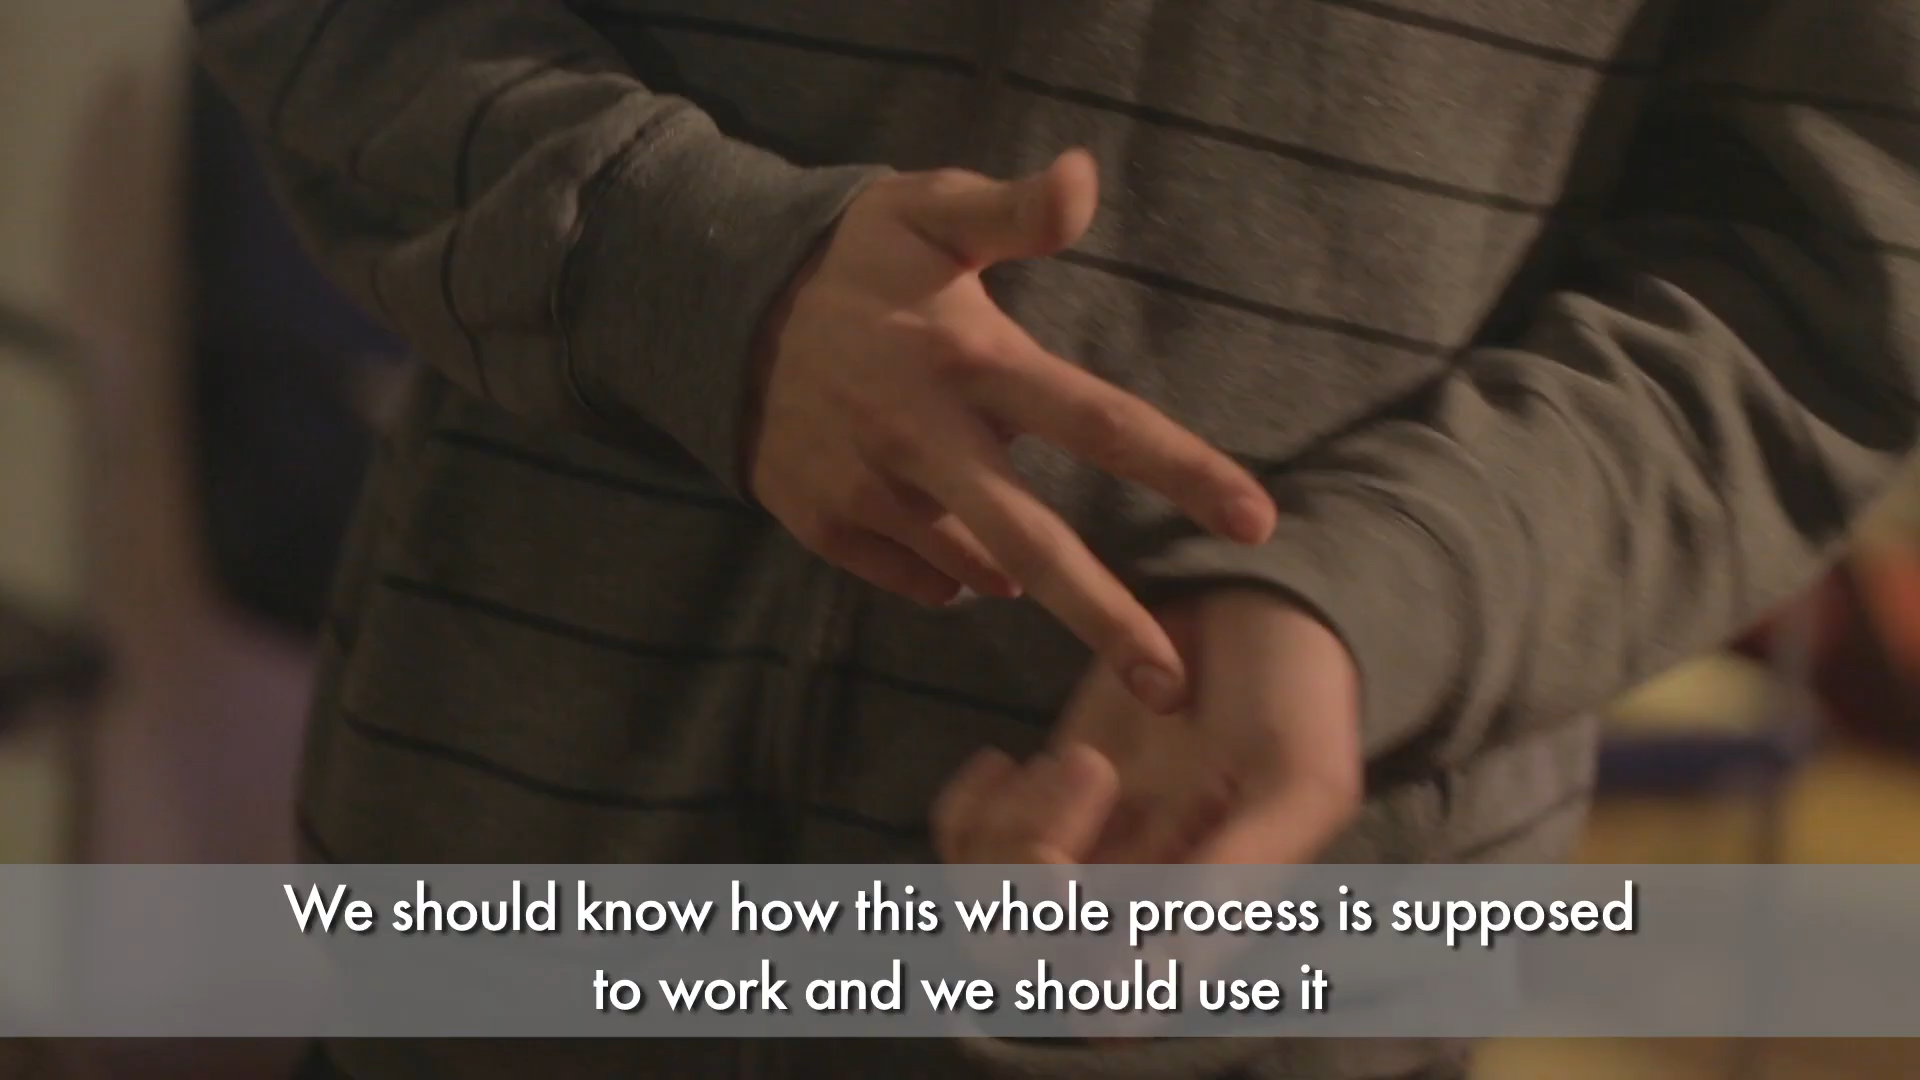 We should know how this whole process is supposed
to work and we should use it